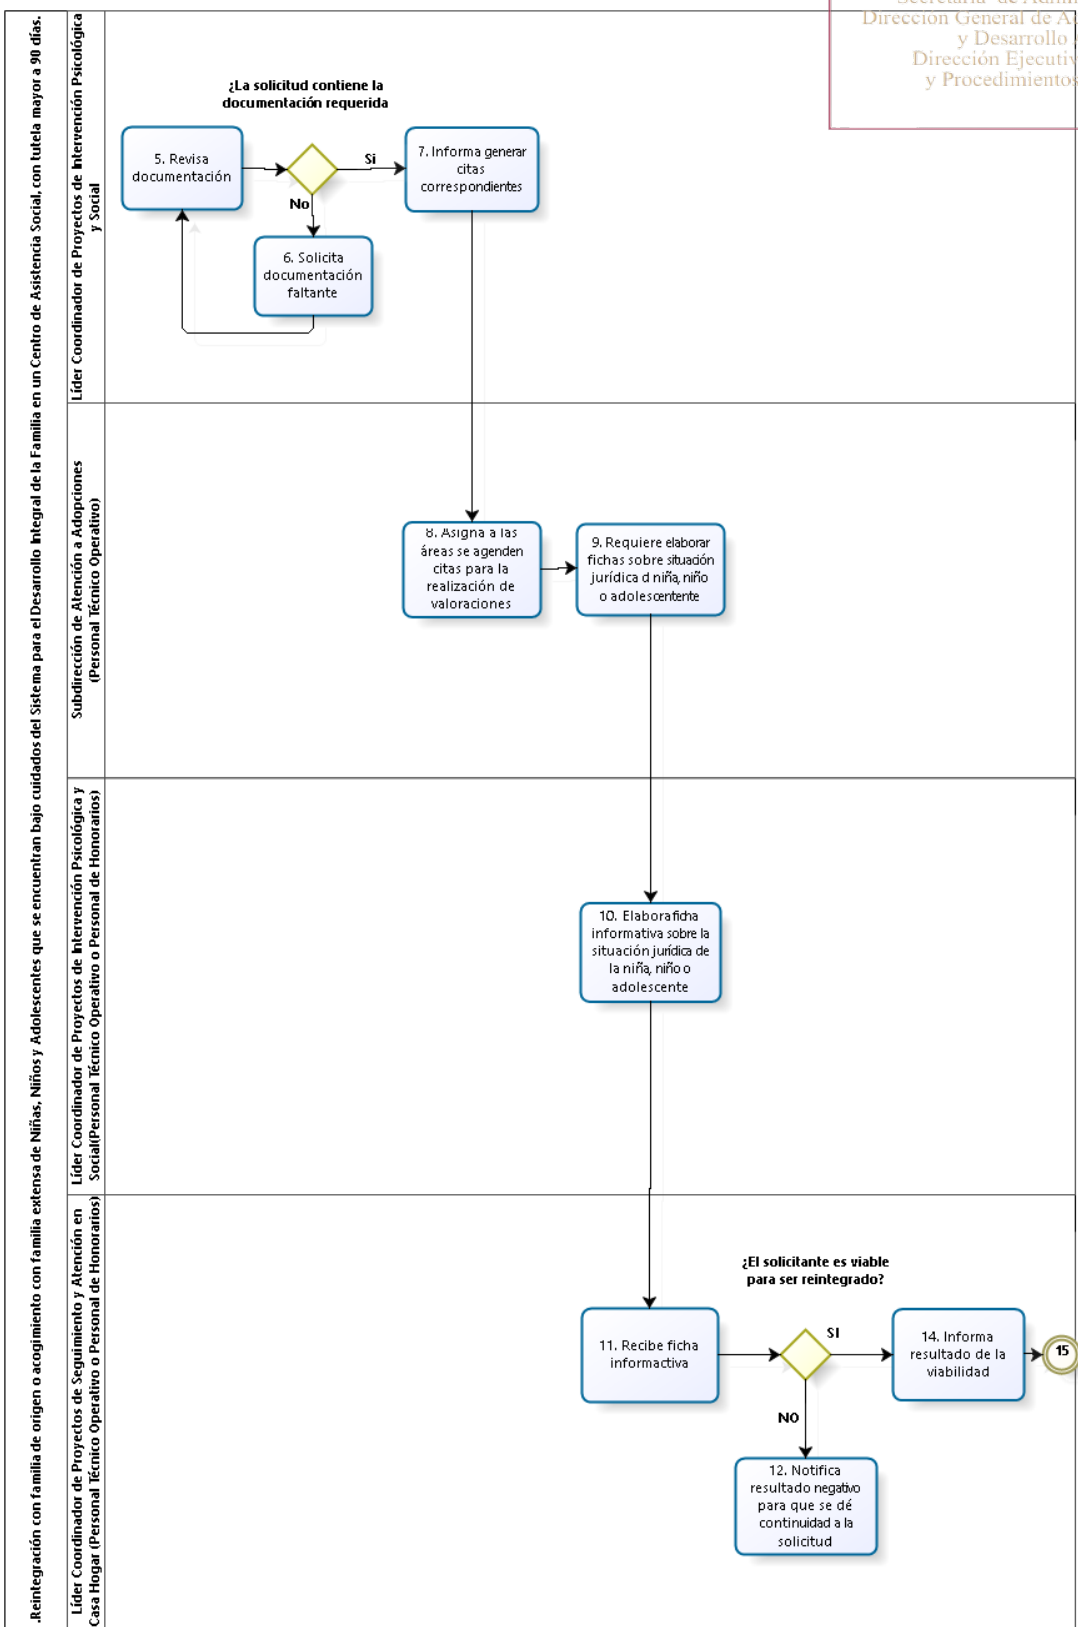 Dirección General de A
y Desarrollo
Dirección Ejecutiv
y Procedimientos
.Reintegración con familia de origen o acogimiento con familia extensa de Niñas, Niños y Adolescentes que se encuentran bajo cuidados del Sistema para el Desarrollo Integral de la Familia en un Centro de Asistencia Social, con tutela mayor a 90 días.
Líder Coordinador de Proyectos de Intervención Psicológica
y Social
¿La solicitud contiene la
documentación requerida
5. Revisa
documentación
Si
7. Informa generar
citas
correspondientes
No
6. Solicita
documentación
faltante
Subdirección de Atención a Adopciones
(Personal Técnico Operativo)
8. Asigna a las
áreas se agenden
citas para la
realización de
valoraciones
9. Requiere elaborar
fichas sobre situación
jurídica d niña, niño
o adolescentente
Líder Coordinador de Proyectos de Intervención Psicológica y
Social(Personal Técnico Operativo o Personal de Honorarios)
10. Elabora ficha
informativa sobre la
situación jurídica de
la niña, niño o
adolescente
Líder Coordinador de Proyectos de Seguimiento y Atención en
Casa Hogar (Personal Técnico Operativo o Personal de Honorarios)
¿El solicitante es viable
para ser reintegrado?
11. Recibe ficha
informactiva
SI
14. Informa
resultado de la
viabilidad
15
NO
12. Notifica
resultado negativo
para que se dé
continuidad a la
solicitud